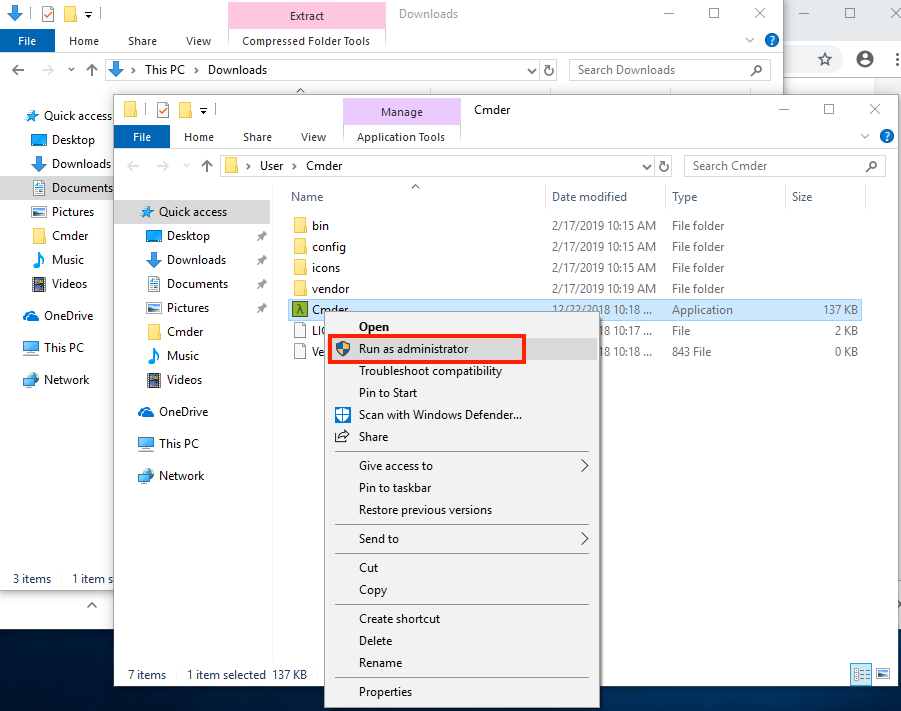 Extract
Downloads
File
Home
Share
View
Compressed Folder Tools
This PC
Downloads
Search Downloads
Quick access
Desktop
Downloads
Documents
Pictures
Cmder
Music
Videos
OneDrive
This PC
Network
3 items
1 item s
Manage
Cmder
File
Home
Share
View
Application Tools
User
Cmder
Search Cmder
Name
Date modified
Type
Size
Quick access
Desktop
Downloads
Documents
Pictures
Cmder
Music
Videos
OneDrive
This PC
Network
bin 2/17/2019 10:15 AM File folder
config 2/17/2019 10:15 AM File folder
icons 2/17/2019 10:15 AM File folder
vendor 2/17/2019 10:19 AM File folder
Cmder 12/22/2018 10:18 ... Application 137 KB
LIC 18 10:17 ... File 2 KB
Ve 18 10:18 ... 843 File 0 KB
Open
Run as administrator
Troubleshoot compatibility
Pin to Start
Scan with Windows Defender...
Share
Give access to
Pin to taskbar
Restore previous versions
Send to
Cut
Copy
Create shortcut
Delete
Rename
Properties
7 items
1 item selected 137 KB